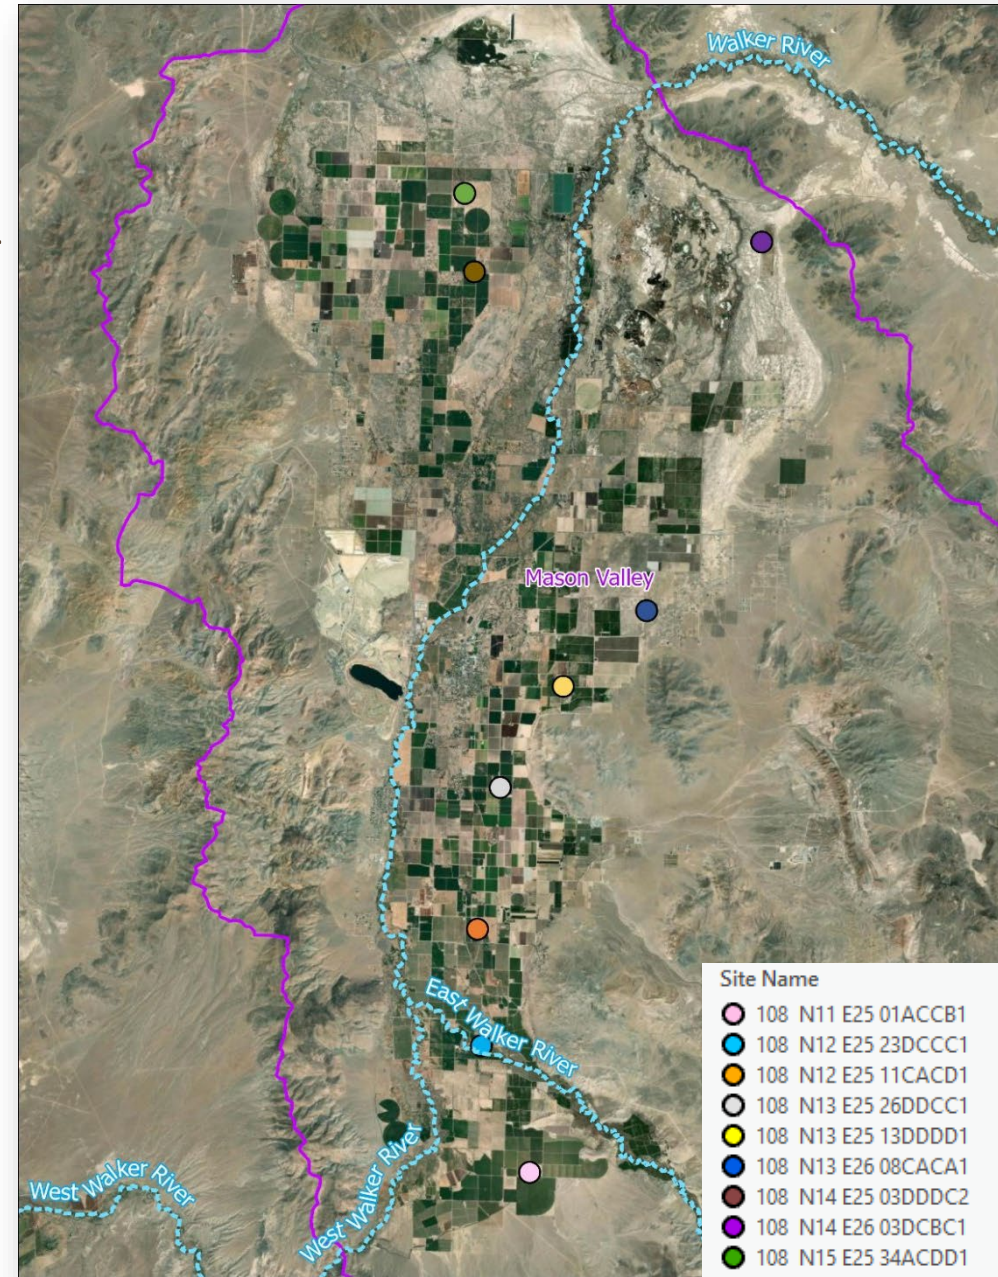 Walker River
Mason Valley
East Walker River
West Walker River
West Walker River
Site Name
108 N11 E25 01ACCB1
108 N12 E25 23DCCC1
108 N12 E25 11CACD1
108 N13 E25 26DDCC1
108 N13 E25 13DDDD1
108 N13 E26 08CACA1
108 N14 E25 03DDDC2
108 N14 E26 03DCBC1
108 N15 E25 34ACDD1